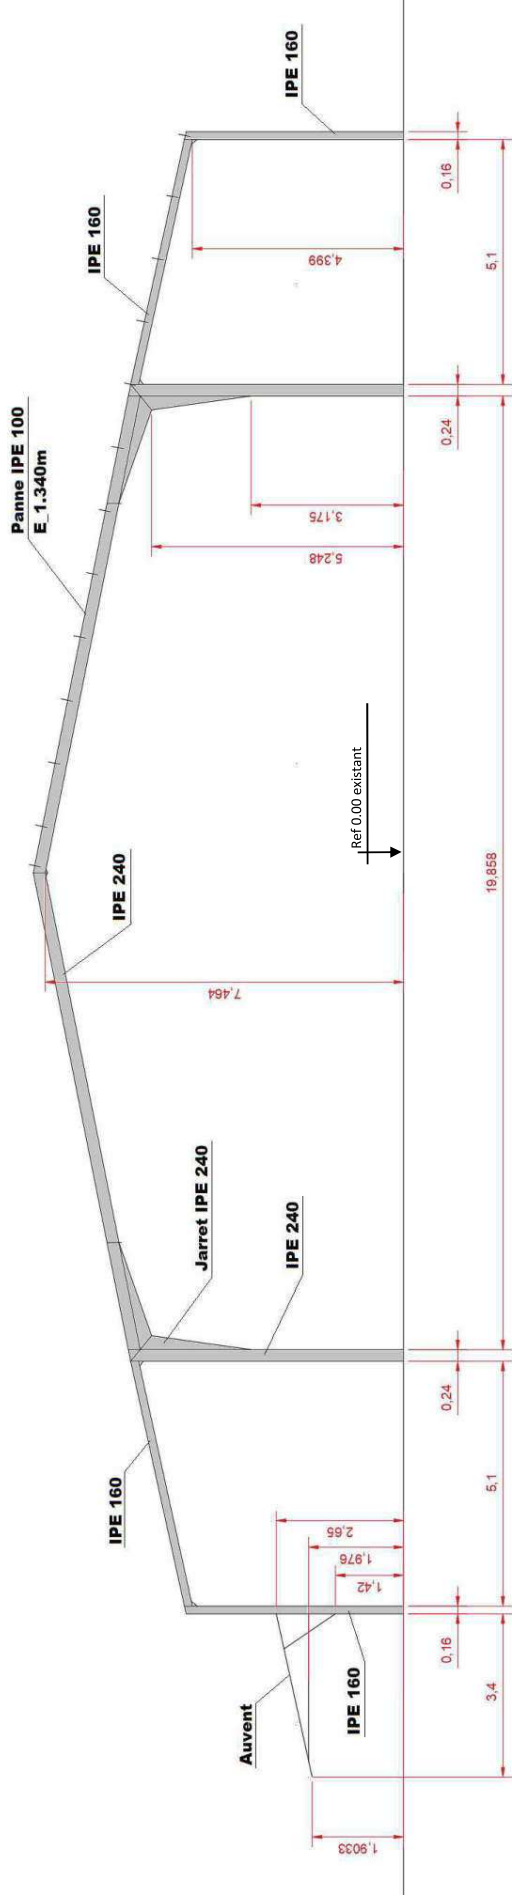 Panne IPE 100
E_1.340m
IPE 240
IPE 160
IPE 160
Jarret IPE 240
IPE 160
IPE 240
Auvent
IPE 160
Ref 0.00 existant
7,464
5,248
3,175
4,399
2,65
1,976
1,42
1,9033
0,16
0,24
0,24
0,16
3,4
5,1
19,858
5,1